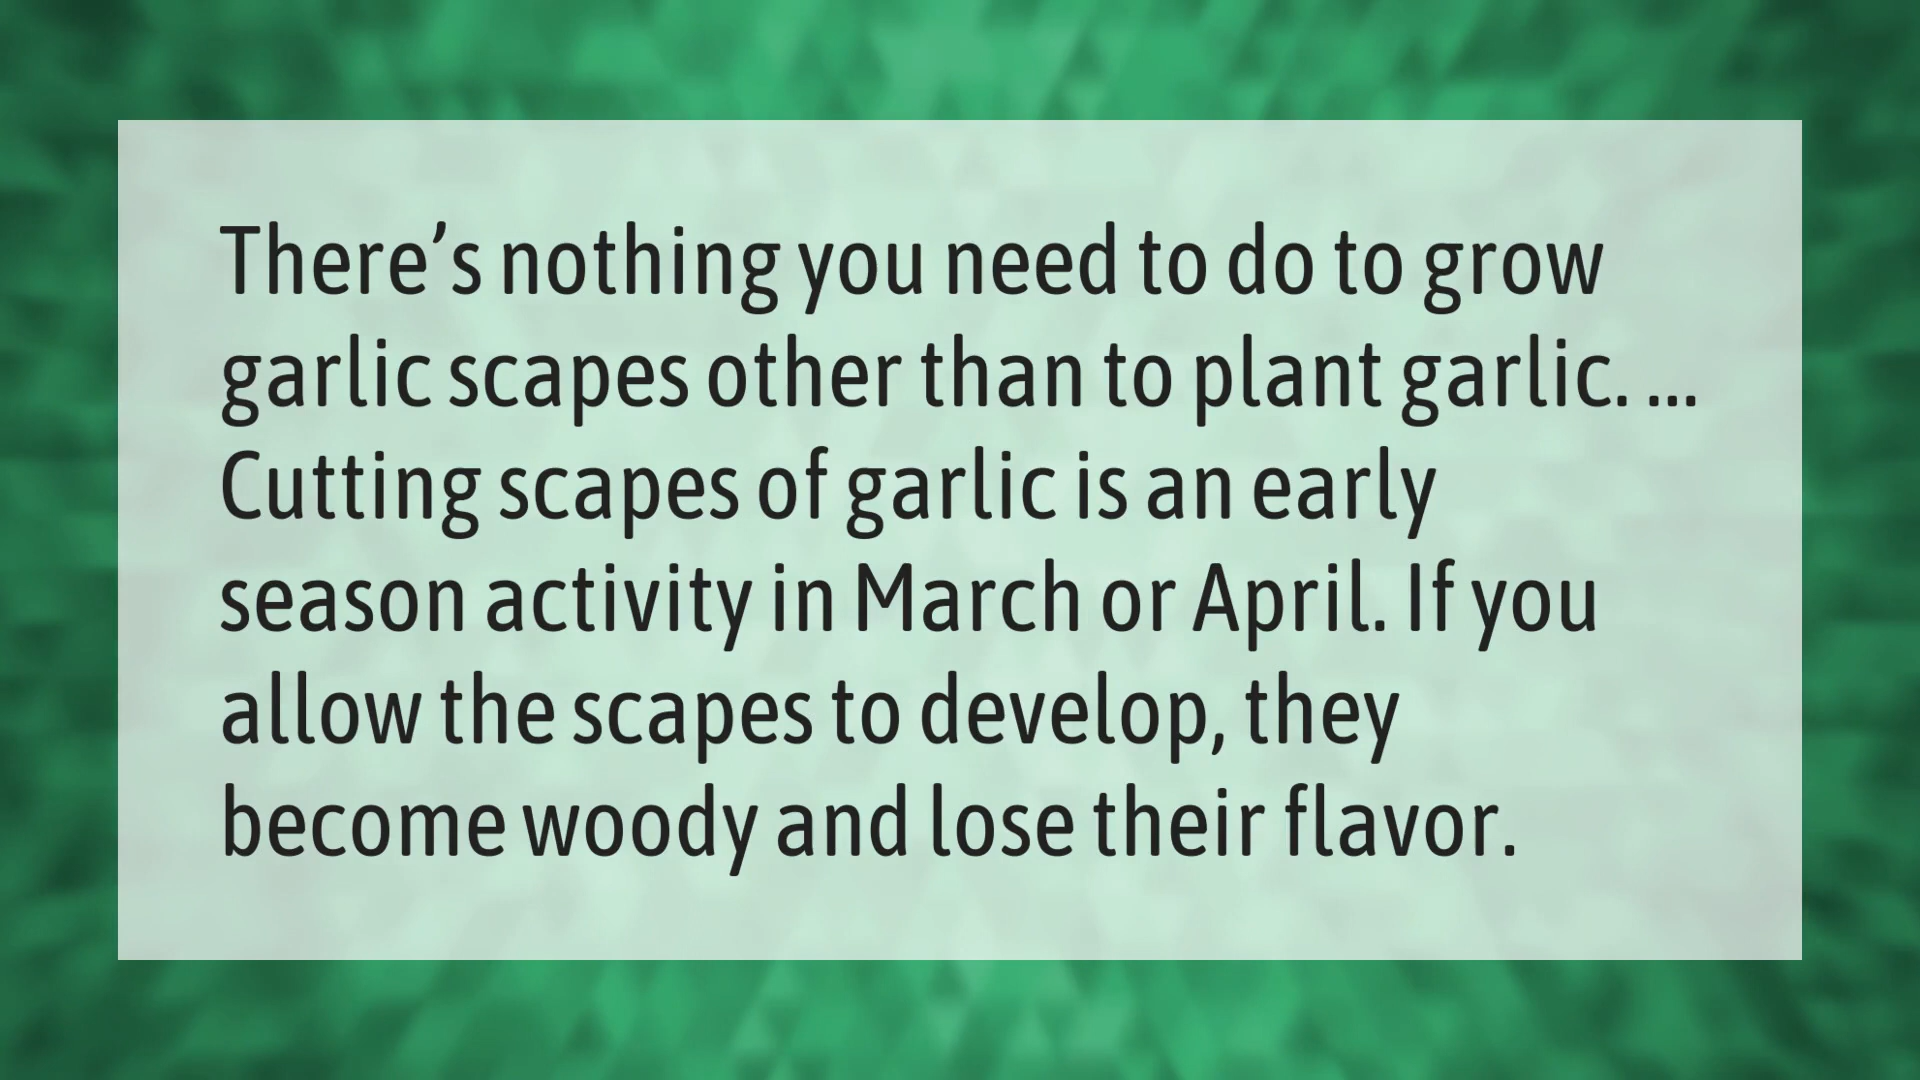 There’s nothing you need to do to grow
garlic scapes other than to plant garlic. ...
Cutting scapes of garlic is an early
season activity in March or April. If you
allow the scapes to develop, they
become woody and lose their flavor.